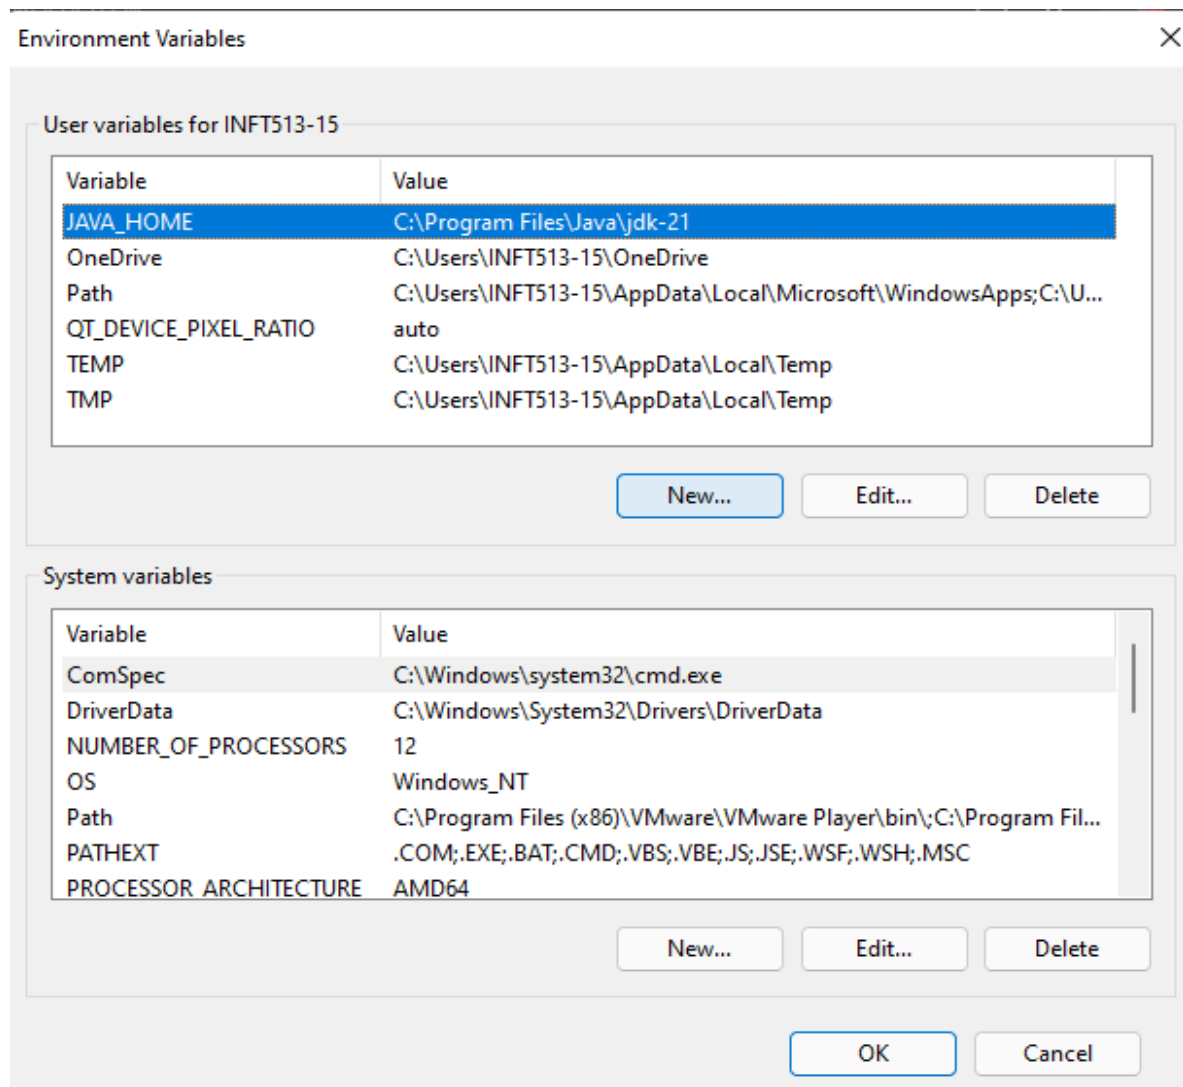 Environment Variables
User variables for INFT513-15
Variable Value
JAVA_HOME C:\Program Files\Java\jdk-21
OneDrive C:\Users\INFT513-15\OneDrive
Path C:\Users\INFT513-15\AppData\Local\Microsoft\WindowsApps;C:\U...
QT_DEVICE_PIXEL_RATIO auto
TEMP C:\Users\INFT513-15\AppData\Local\Temp
TMP C:\Users\INFT513-15\AppData\Local\Temp
New... Edit... Delete
System variables
Variable Value
ComSpec C:\Windows\system32\cmd.exe
DriverData C:\Windows\System32\Drivers\DriverData
NUMBER_OF_PROCESSORS 12
OS Windows_NT
Path C:\Program Files (x86)\VMware\VMware Player\bin\;C:\Program Fil...
PATHEXT .COM;.EXE;.BAT;.CMD;.VBS;.VBE;.JS;.JSE;.WSF;.WSH;.MSC
PROCESSOR_ARCHITECTURE AMD64
New... Edit... Delete
OK Cancel